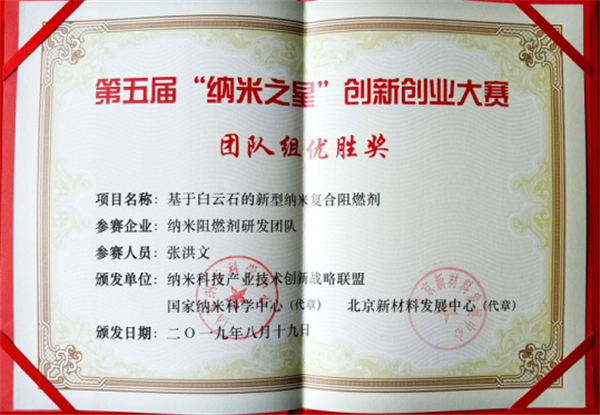 第五届“纳米之星”创新创业大赛
团队组优胜奖
项目名称：基于白云石的新型纳米复合阻燃剂
参赛企业：纳米阻燃剂研发团队
参赛人员：张洪文
颁发单位：纳米科技产业技术创新战略联盟
国家纳米科学中心（代章） 北京新材料发展中心（代章）
颁发日期：二〇一九年八月十九日